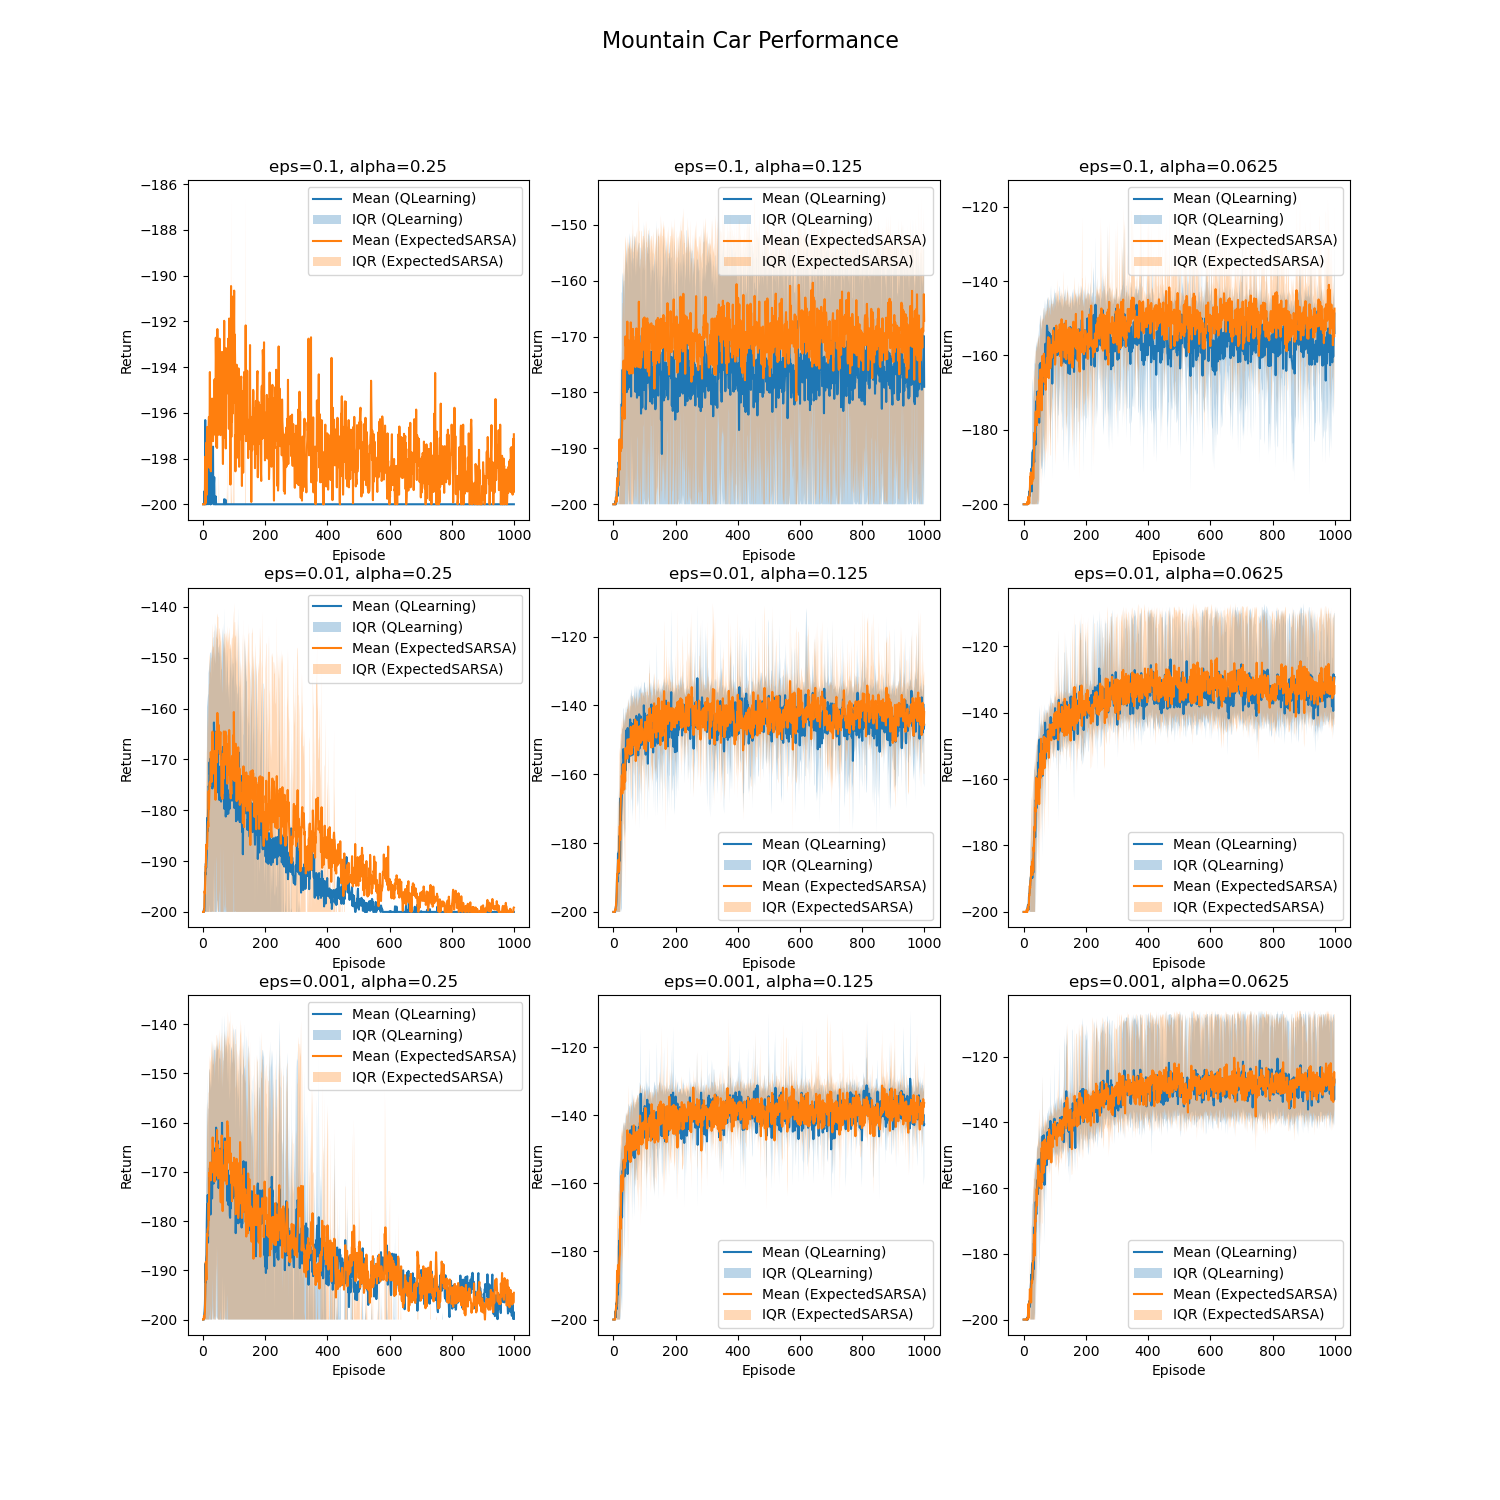 Mountain Car Performance
eps=0.1, alpha=0.25
eps=0.1, alpha=0.125
eps=0.1, alpha=0.0625
Return
−186
−188
−190
−192
−194
−196
−198
−200
Mean (QLearning)
IQR (QLearning)
Mean (ExpectedSARSA)
IQR (ExpectedSARSA)
0 200 400 600 800 1000
Episode
Return
−150
−160
−170
−180
−190
−200
Mean (QLearning)
IQR (QLearning)
Mean (ExpectedSARSA)
IQR (ExpectedSARSA)
0 200 400 600 800 1000
Episode
Return
−120
−140
−160
−180
−200
Mean (QLearning)
IQR (QLearning)
Mean (ExpectedSARSA)
IQR (ExpectedSARSA)
0 200 400 600 800 1000
Episode
eps=0.01, alpha=0.25
eps=0.01, alpha=0.125
eps=0.01, alpha=0.0625
Return
−140
−150
−160
−170
−180
−190
−200
Mean (QLearning)
IQR (QLearning)
Mean (ExpectedSARSA)
IQR (ExpectedSARSA)
0 200 400 600 800 1000
Episode
Return
−120
−140
−160
−180
−200
Mean (QLearning)
IQR (QLearning)
Mean (ExpectedSARSA)
IQR (ExpectedSARSA)
0 200 400 600 800 1000
Episode
Return
−120
−140
−160
−180
−200
Mean (QLearning)
IQR (QLearning)
Mean (ExpectedSARSA)
IQR (ExpectedSARSA)
0 200 400 600 800 1000
Episode
eps=0.001, alpha=0.25
eps=0.001, alpha=0.125
eps=0.001, alpha=0.0625
Return
−140
−150
−160
−170
−180
−190
−200
Mean (QLearning)
IQR (QLearning)
Mean (ExpectedSARSA)
IQR (ExpectedSARSA)
0 200 400 600 800 1000
Episode
Return
−120
−140
−160
−180
−200
Mean (QLearning)
IQR (QLearning)
Mean (ExpectedSARSA)
IQR (ExpectedSARSA)
0 200 400 600 800 1000
Episode
Return
−120
−140
−160
−180
−200
Mean (QLearning)
IQR (QLearning)
Mean (ExpectedSARSA)
IQR (ExpectedSARSA)
0 200 400 600 800 1000
Episode